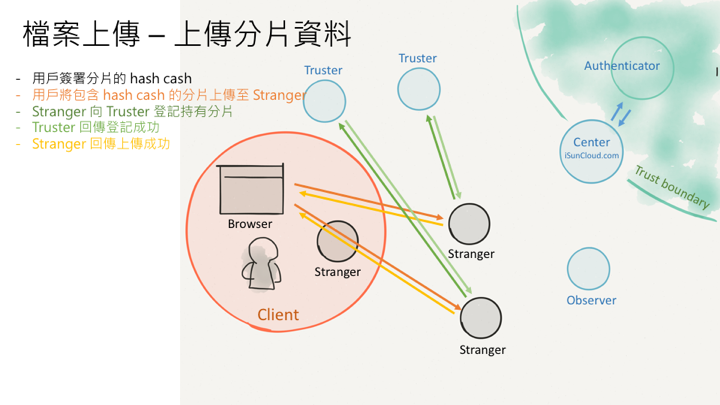 檔案上傳 – 上傳分片資料
- 用戶簽署分片的 hash cash
- 用戶將包含 hash cash 的分片上傳至 Stranger
- Stranger 向 Truster 登記持有分片
- Truster 回傳登記成功
- Stranger 回傳上傳成功
Truster
Truster
Authenticator
Center
iSunCloud.com
Trust boundary
Browser
Stranger
Stranger
Client
Observer
Stranger